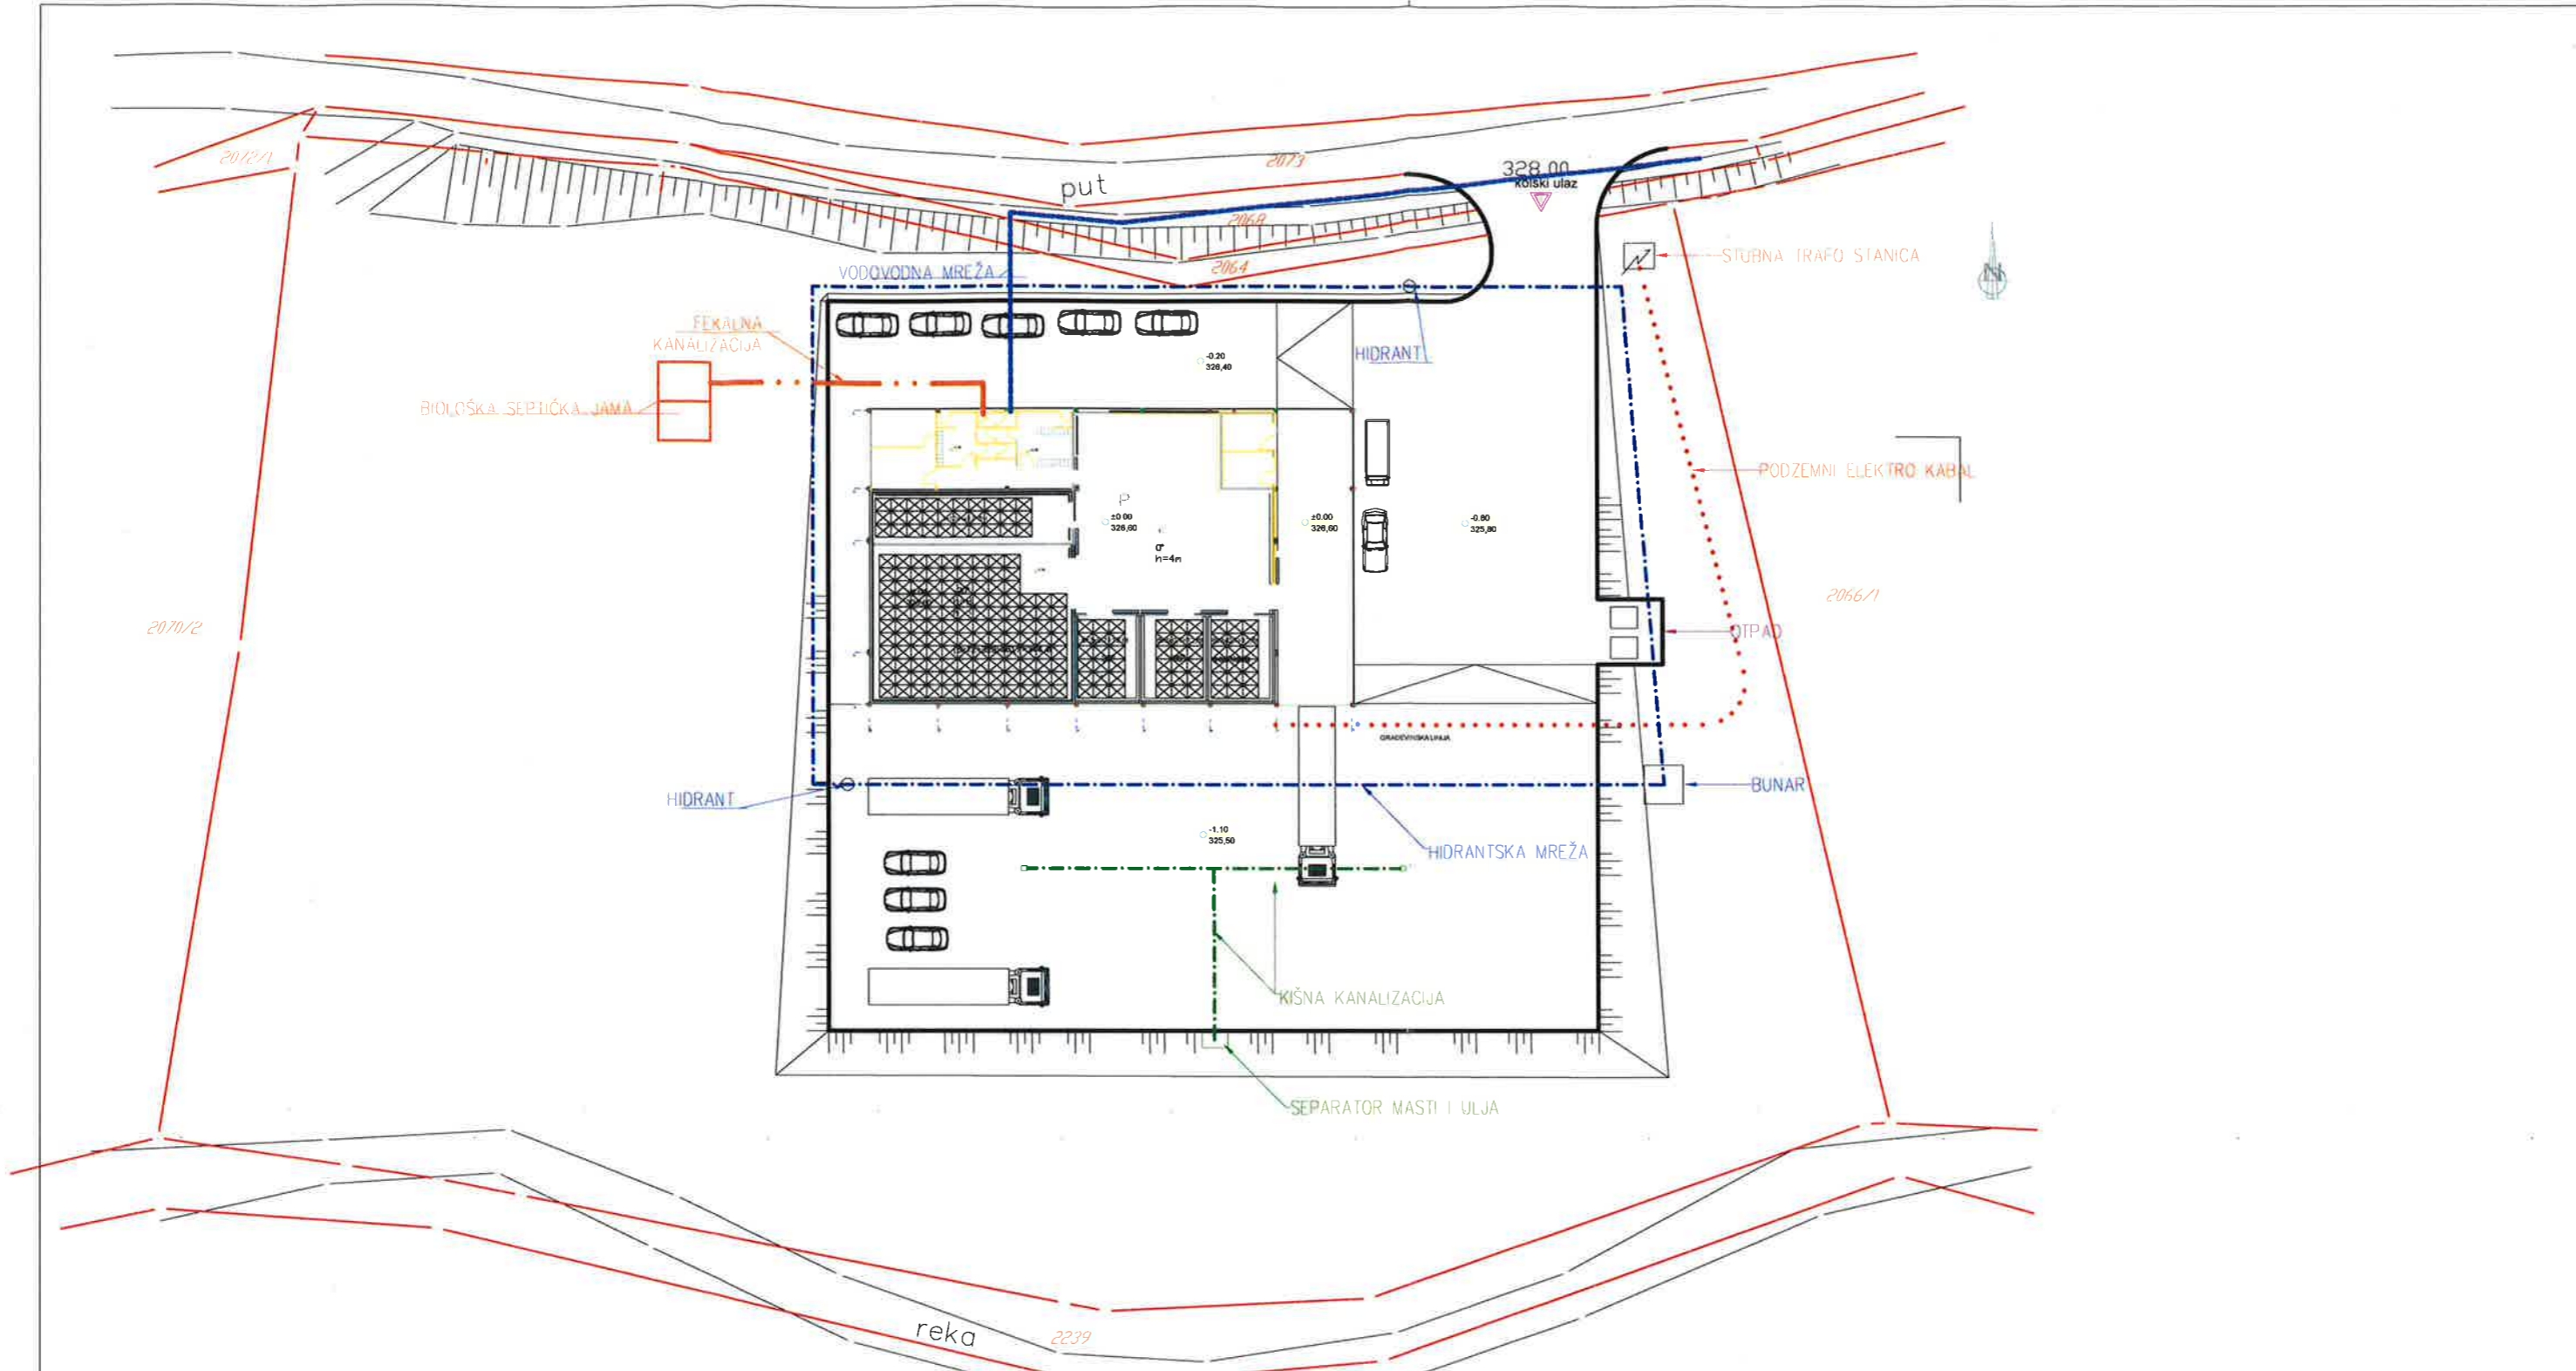 2072/1
2073
put
328.00
kolski ulaz
2068
2064
STUBNA TRAFO STANICA
N
VODOVODNA MREŽA
FEKALNA
KANALIZACIJA
HIDRANT
-0.20
326,40
BIOLOŠKA SEPTIČKA JAMA
PODZEMNI ELEKTRO KABAL
P
±0.00
326,60
±0.00
326,60
-0.80
325,80
0°
h=4m
2066/1
2070/2
OTPAD
GRAĐEVINSKA LINIJA
BUNAR
HIDRANT
-1.10
325,50
HIDRANTSKA MREŽA
KIŠNA KANALIZACIJA
SEPARATOR MASTI I ULJA
reka
2239